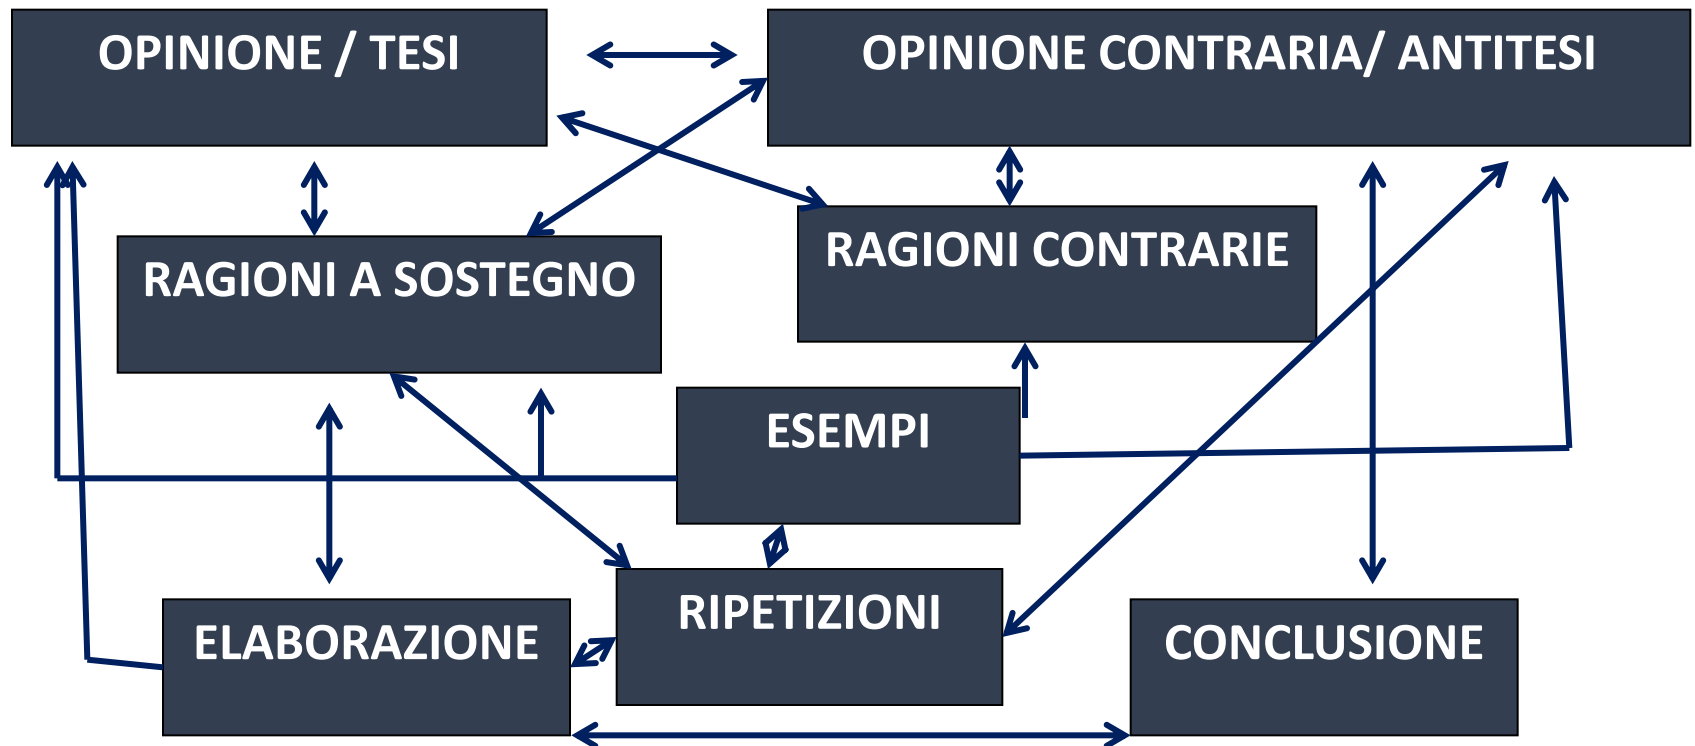 OPINIONE / TESI
OPINIONE CONTRARIA/ ANTITESI
RAGIONI CONTRARIE
RAGIONI A SOSTEGNO
ESEMPI
RIPETIZIONI
ELABORAZIONE
CONCLUSIONE